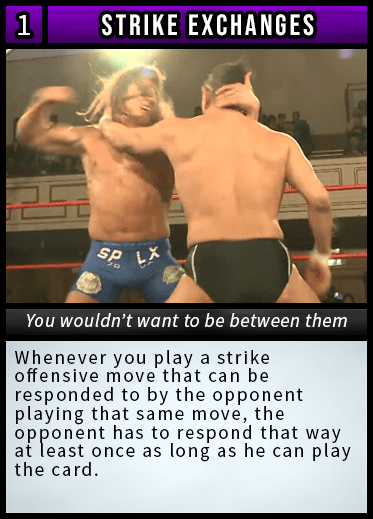 1
STRIKE EXCHANGES
SP LX
You wouldn't want to be between them
Whenever you play a strike
offensive move that can be
responded to by the opponent
playing that same move, the
opponent has to respond that way
at least once as long as he can play
the card.